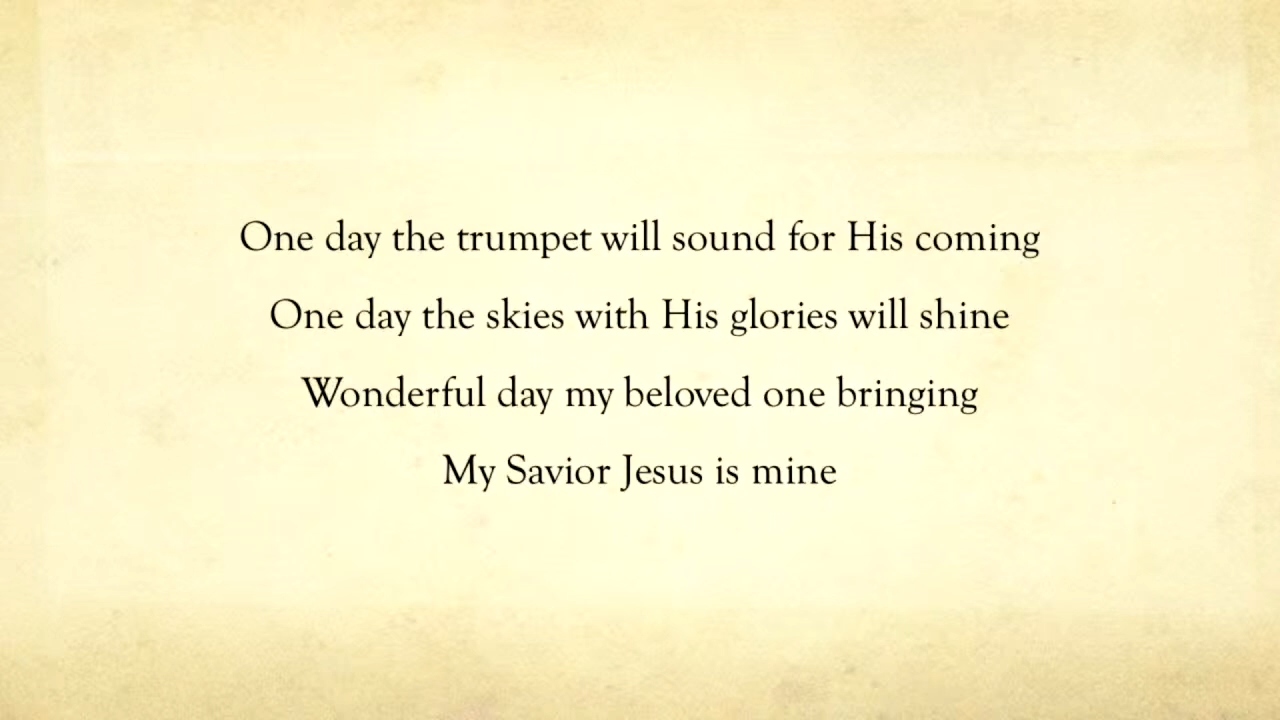 One day the trumpet will sound for His coming
One day the skies with His glories will shine
Wonderful day my beloved one bringing
My Savior Jesus is mine